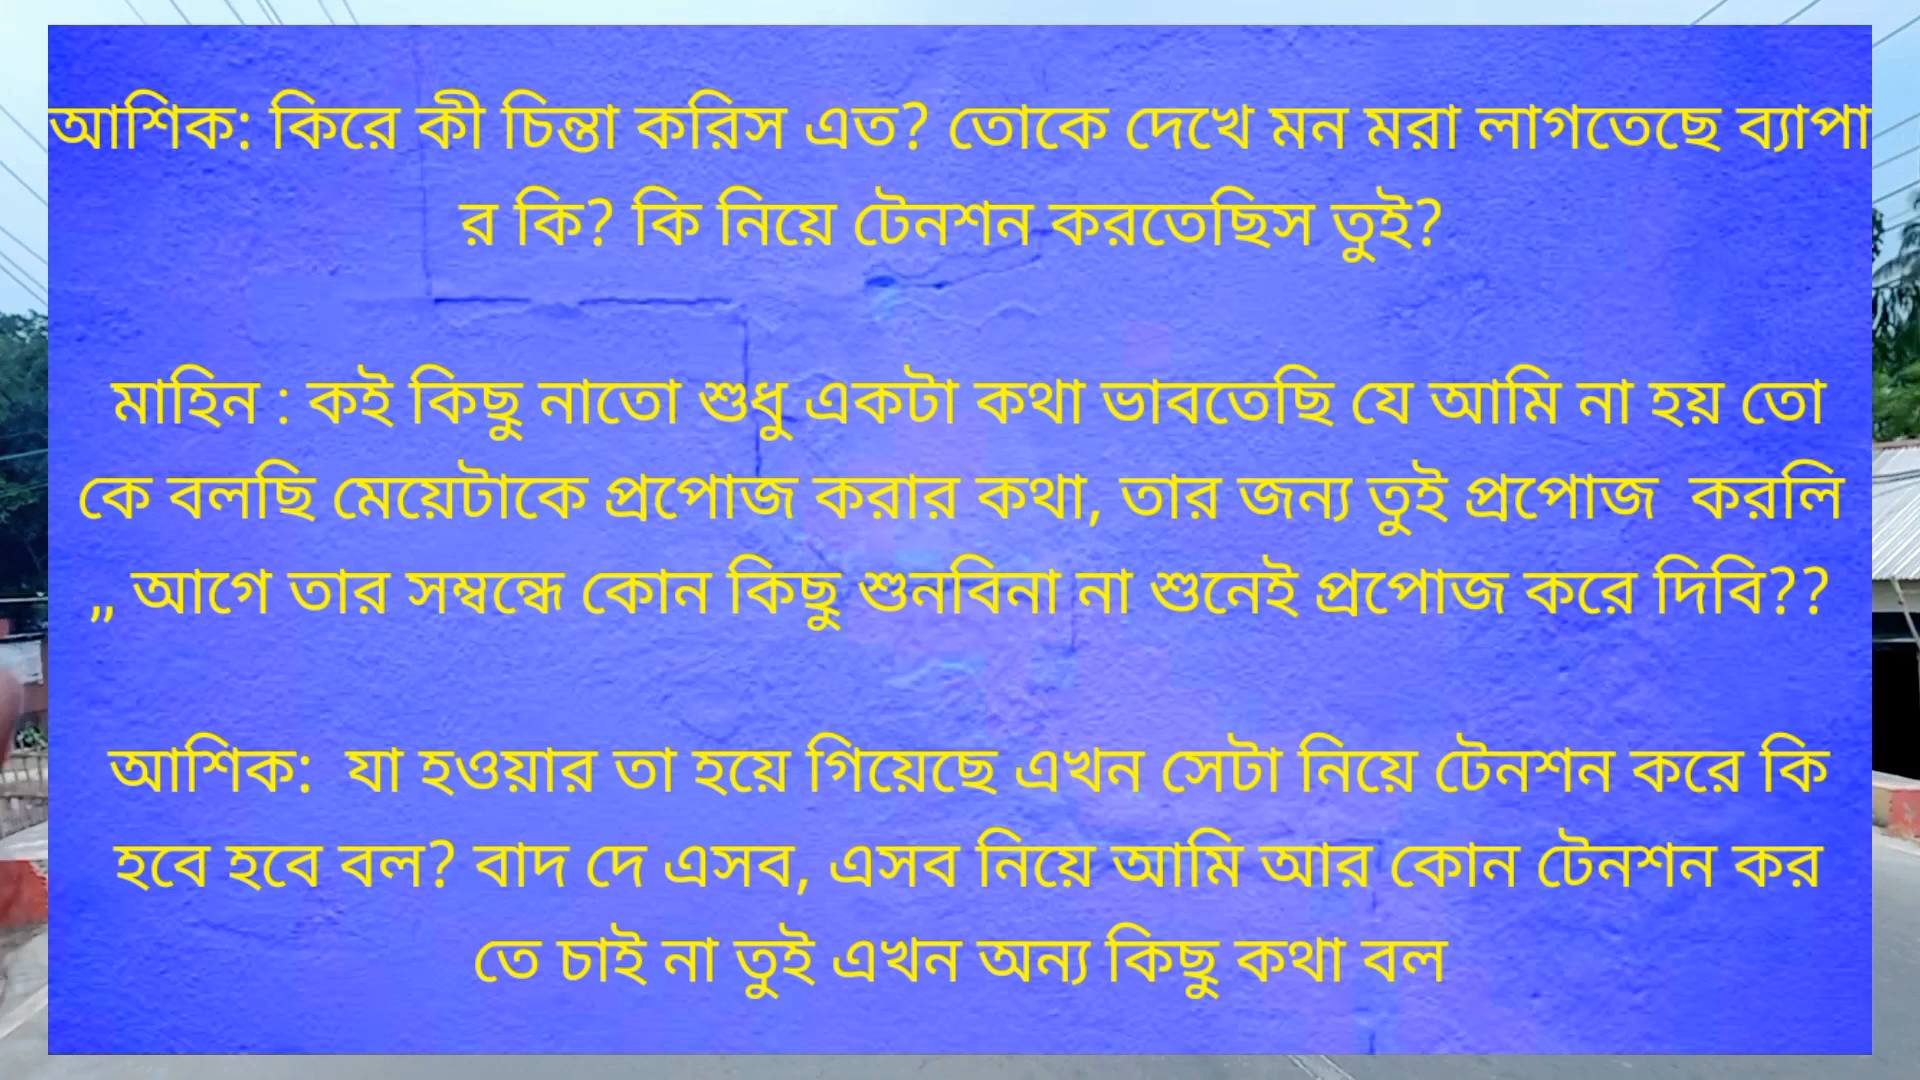 আশিক: কিরে কী চিন্তা করিস এত? তোকে দেখে মন মরা লাগতেছে ব্যাপা
র কি? কি নিয়ে টেনশন করতেছিস তুই?
মাহিন : কই কিছু নাতো শুধু একটা কথা ভাবতেছি যে আমি না হয় তো
কে বলছি মেয়েটাকে প্রপোজ করার কথা, তার জন্য তুই প্রপোজ  করলি
,, আগে তার সম্বন্ধে কোন কিছু শুনবিনা না শুনেই প্রপোজ করে দিবি??
আশিক:  যা হওয়ার তা হয়ে গিয়েছে এখন সেটা নিয়ে টেনশন করে কি
হবে হবে বল? বাদ দে এসব, এসব নিয়ে আমি আর কোন টেনশন কর
তে চাই না তুই এখন অন্য কিছু কথা বল